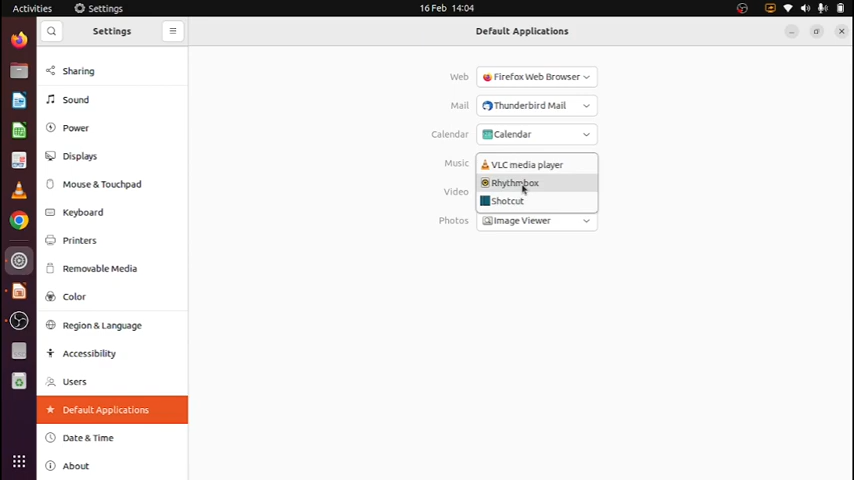 Activities
Settings
16 Feb 14:04
Settings
Default Applications
Sharing
Sound
Power
Displays
Mouse & Touchpad
Keyboard
Printers
Removable Media
Color
Region & Language
Accessibility
Users
Default Applications
Date & Time
About
Web
Firefox Web Browser
Mail
Thunderbird Mail
Calendar
Calendar
Music
VLC media player
Rhythmbox
Shotcut
Video
Photos
Image Viewer